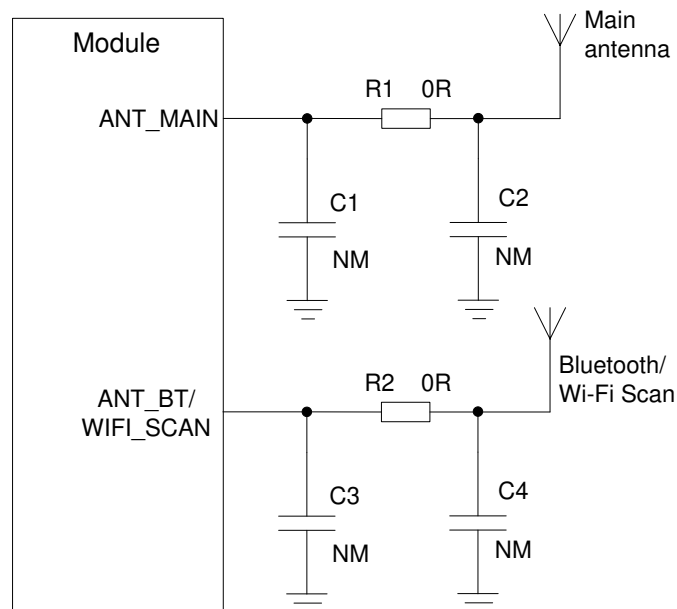 Module
Main
antenna
R1 0R
ANT_MAIN
C1
C2
NM
NM
Bluetooth/
Wi-Fi Scan
R2 0R
ANT_BT/
WIFI_SCAN
C3
C4
NM
NM